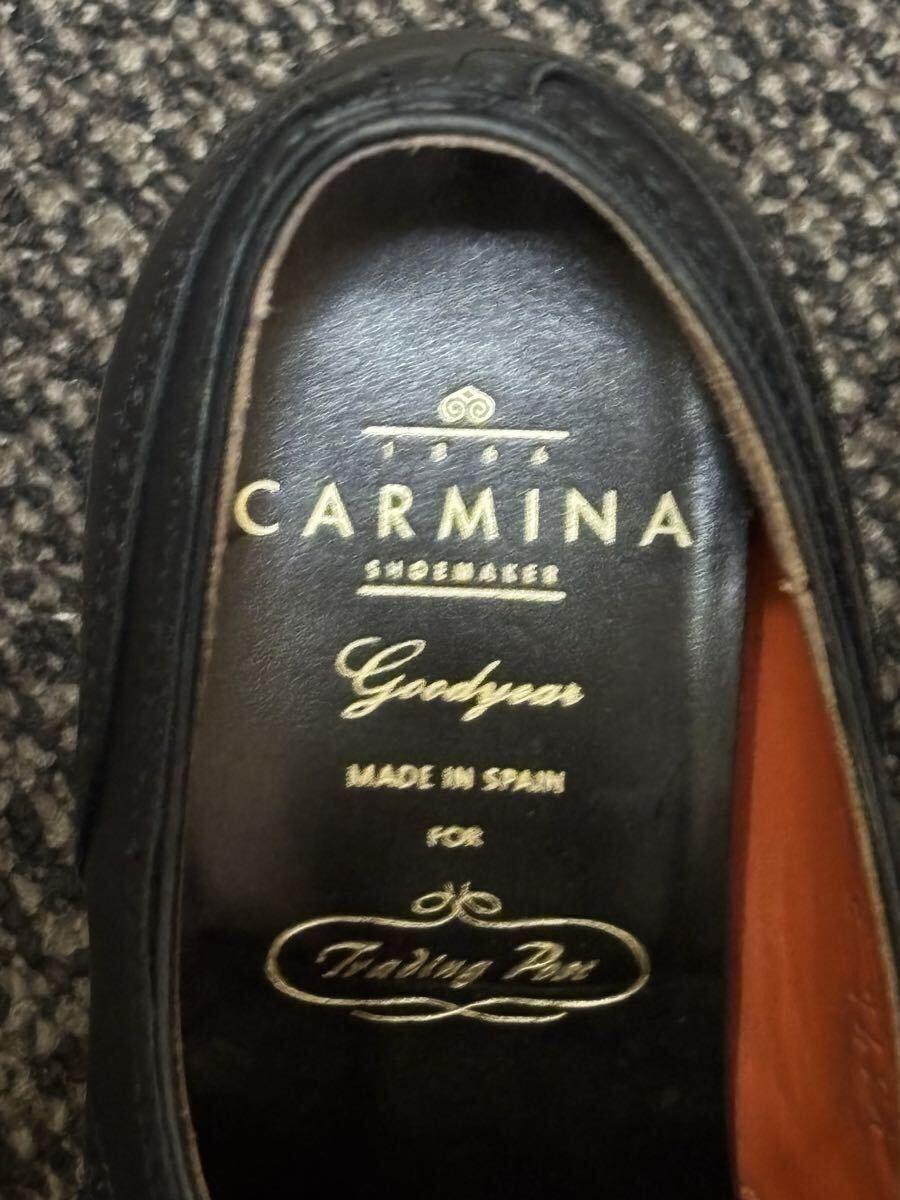 1866
CARMINA
SHOEMAKER
Goodyear
MADE IN SPAIN
FOR
Trading Post